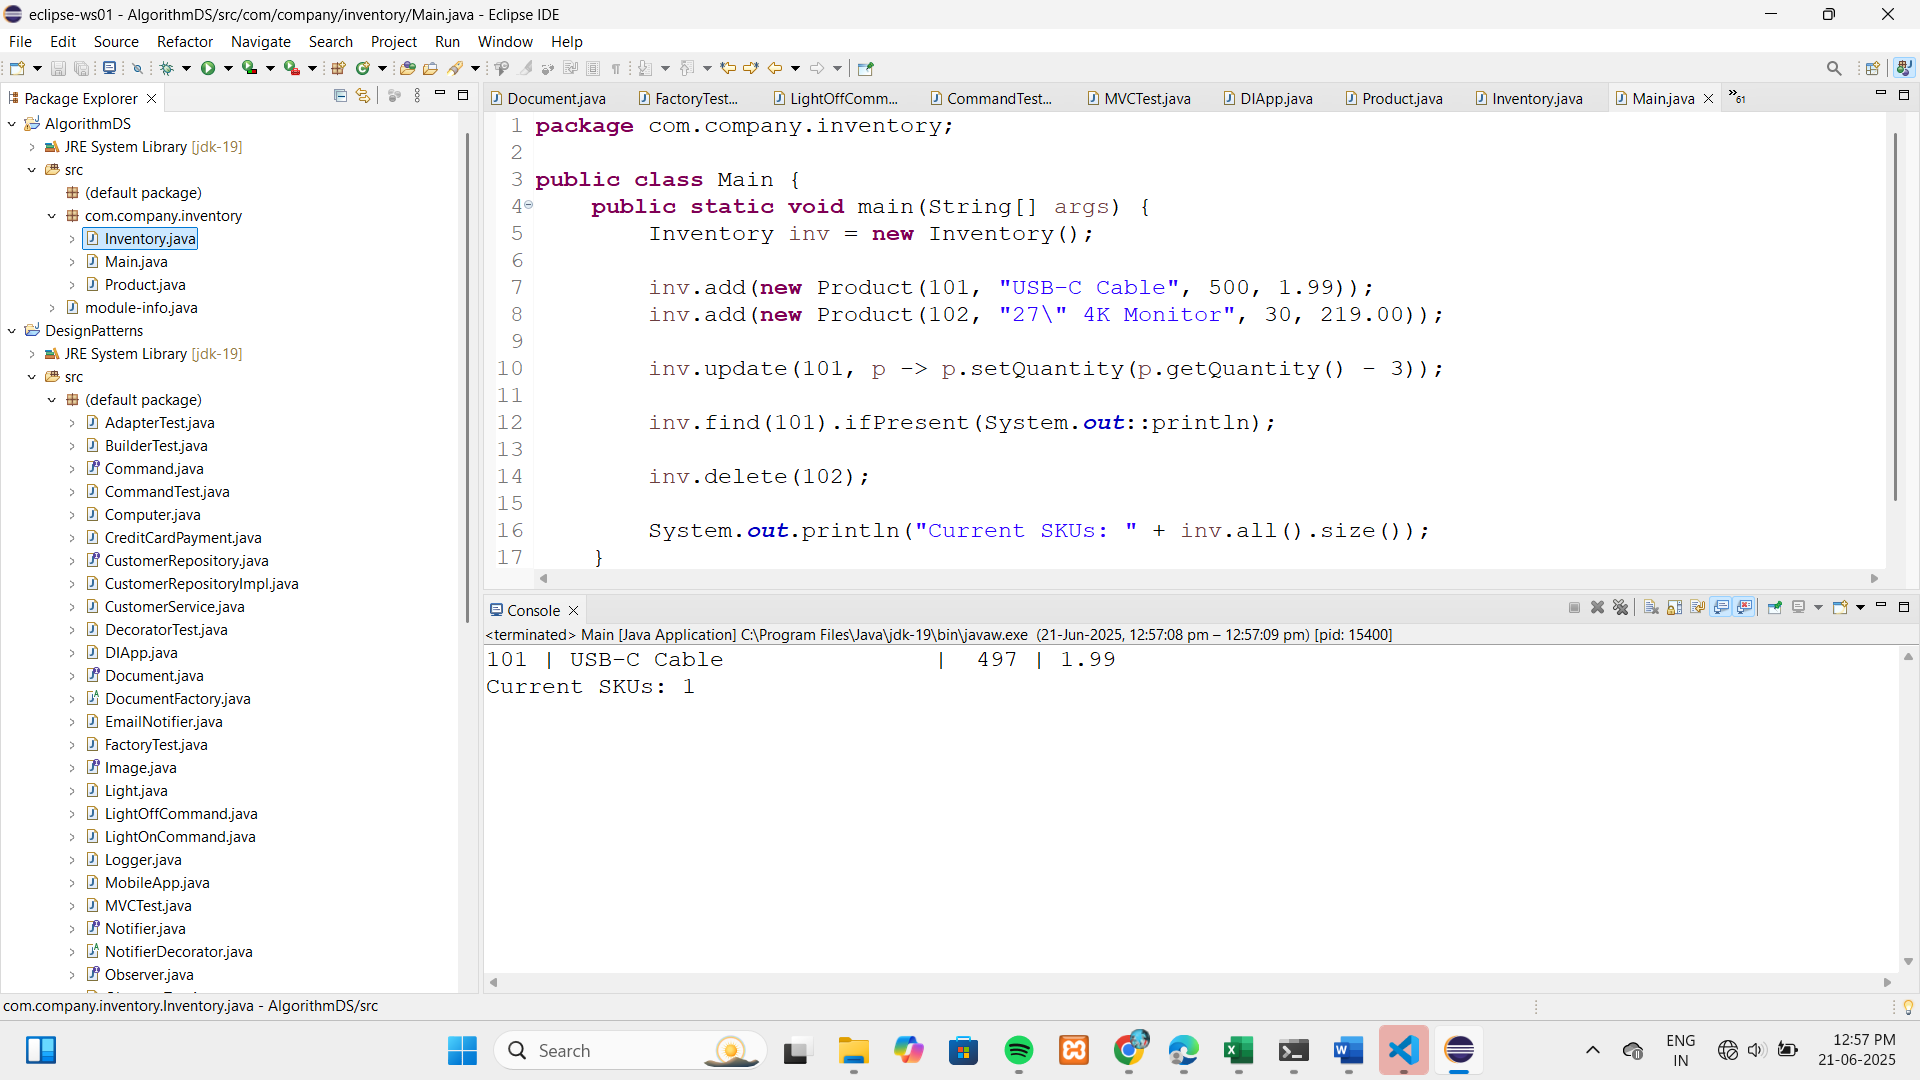 eclipse-ws01 - AlgorithmDS/src/com/company/inventory/Main.java - Eclipse IDE
File Edit Source Refactor Navigate Search Project Run Window Help
Package Explorer
AlgorithmDS
JRE System Library [jdk-19]
src
(default package)
com.company.inventory
Inventory.java
Main.java
Product.java
module-info.java
DesignPatterns
JRE System Library [jdk-19]
src
(default package)
AdapterTest.java
BuilderTest.java
Command.java
CommandTest.java
Computer.java
CreditCardPayment.java
CustomerRepository.java
CustomerRepositoryImpl.java
CustomerService.java
DecoratorTest.java
DIApp.java
Document.java
DocumentFactory.java
EmailNotifier.java
FactoryTest.java
Image.java
Light.java
LightOffCommand.java
LightOnCommand.java
Logger.java
MobileApp.java
MVCTest.java
Notifier.java
NotifierDecorator.java
Observer.java
Document.java FactoryTest... LightOffComm... CommandTest... MVCTest.java DIApp.java Product.java Inventory.java Main.java »61
1 package com.company.inventory;
2
3 public class Main {
4     public static void main(String[] args) {
5         Inventory inv = new Inventory();
6
7         inv.add(new Product(101, "USB-C Cable", 500, 1.99));
8         inv.add(new Product(102, "27\" 4K Monitor", 30, 219.00));
9
10         inv.update(101, p -> p.setQuantity(p.getQuantity() - 3));
11
12         inv.find(101).ifPresent(System.out::println);
13
14         inv.delete(102);
15
16         System.out.println("Current SKUs: " + inv.all().size());
17     }
Console
<terminated> Main [Java Application] C:\Program Files\Java\jdk-19\bin\javaw.exe (21-Jun-2025, 12:57:08 pm – 12:57:09 pm) [pid: 15400]
101 | USB-C Cable | 497 | 1.99
Current SKUs: 1
com.company.inventory.Inventory.java - AlgorithmDS/src
Search
ENG
IN
12:57 PM
21-06-2025